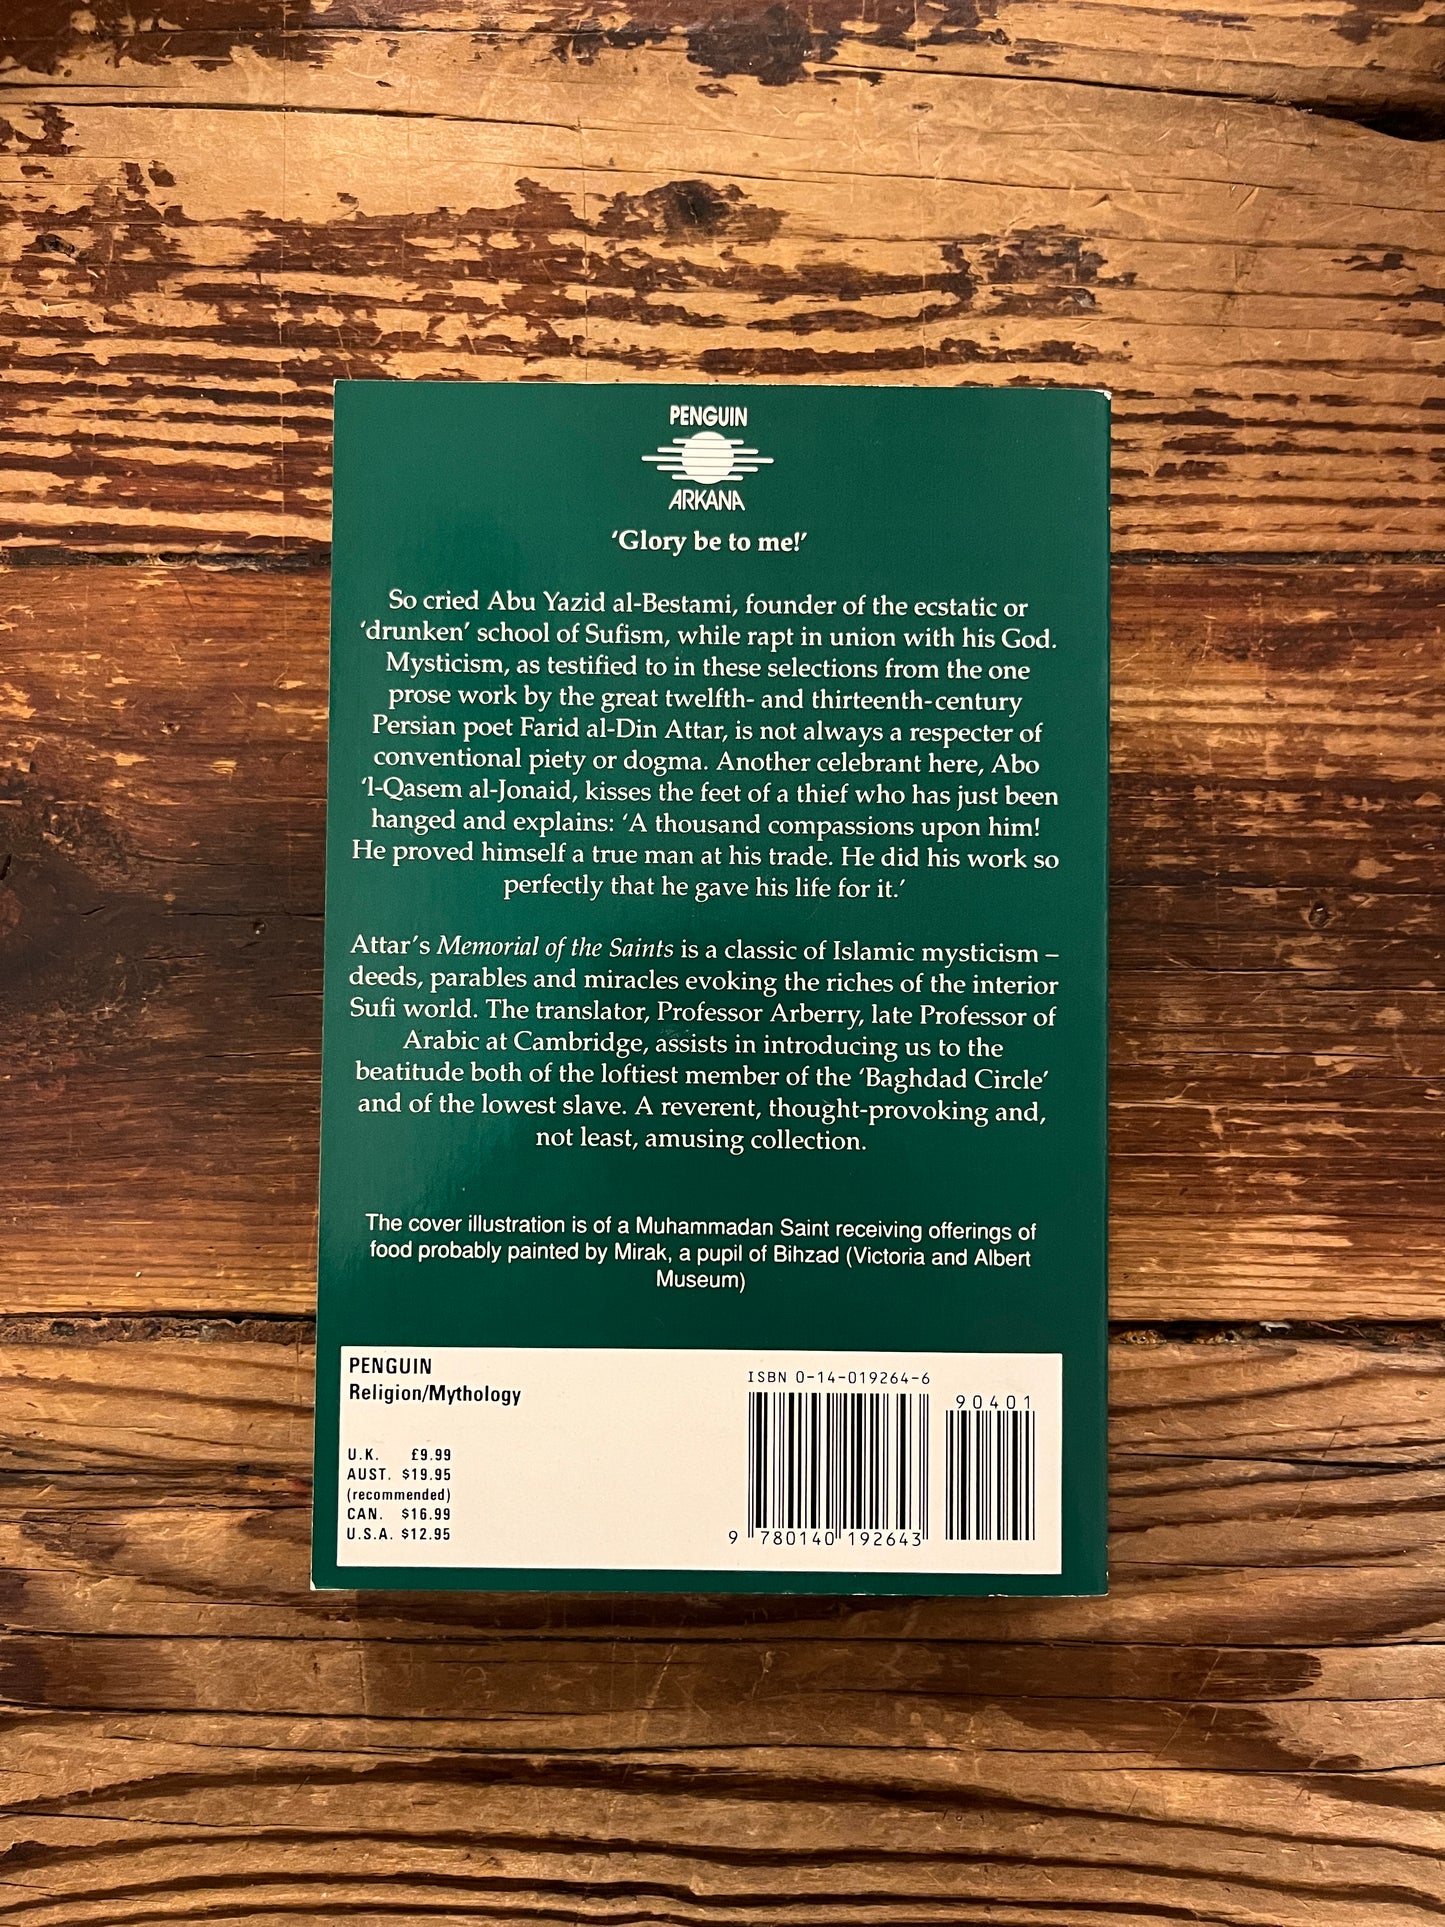 PENGUIN
ARKANA
‘Glory be to me!’
So cried Abu Yazid al-Bestami, founder of the ecstatic or
‘drunken’ school of Sufism, while rapt in union with his God.
Mysticism, as testified to in these selections from the one
prose work by the great twelfth- and thirteenth-century
Persian poet Farid al-Din Attar, is not always a respecter of
conventional piety or dogma. Another celebrant here, Abo
‘l-Qasem al-Jonaid, kisses the feet of a thief who has just been
hanged and explains: ‘A thousand compassions upon him!
He proved himself a true man at his trade. He did his work so
perfectly that he gave his life for it.’
Attar’s Memorial of the Saints is a classic of Islamic mysticism –
deeds, parables and miracles evoking the riches of the interior
Sufi world. The translator, Professor Arberry, late Professor of
Arabic at Cambridge, assists in introducing us to the
beatitude both of the loftiest member of the ‘Baghdad Circle’
and of the lowest slave. A reverent, thought-provoking and,
not least, amusing collection.
The cover illustration is of a Muhammadan Saint receiving offerings of
food probably painted by Mirak, a pupil of Bihzad (Victoria and Albert
Museum)
PENGUIN
Religion/Mythology
U.K. £9.99
AUST. $19.95
(recommended)
CAN. $16.99
U.S.A. $12.95
ISBN 0-14-019264-6
90401
9 780140 192643